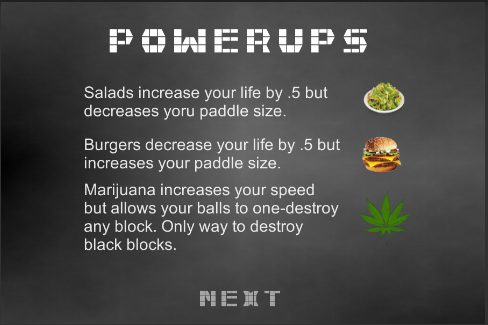 POWERUPS
Salads increase your life by .5 but
decreases yoru paddle size.
Burgers decrease your life by .5 but
increases your paddle size.
Marijuana increases your speed
but allows your balls to one-destroy
any block. Only way to destroy
black blocks.
NEXT